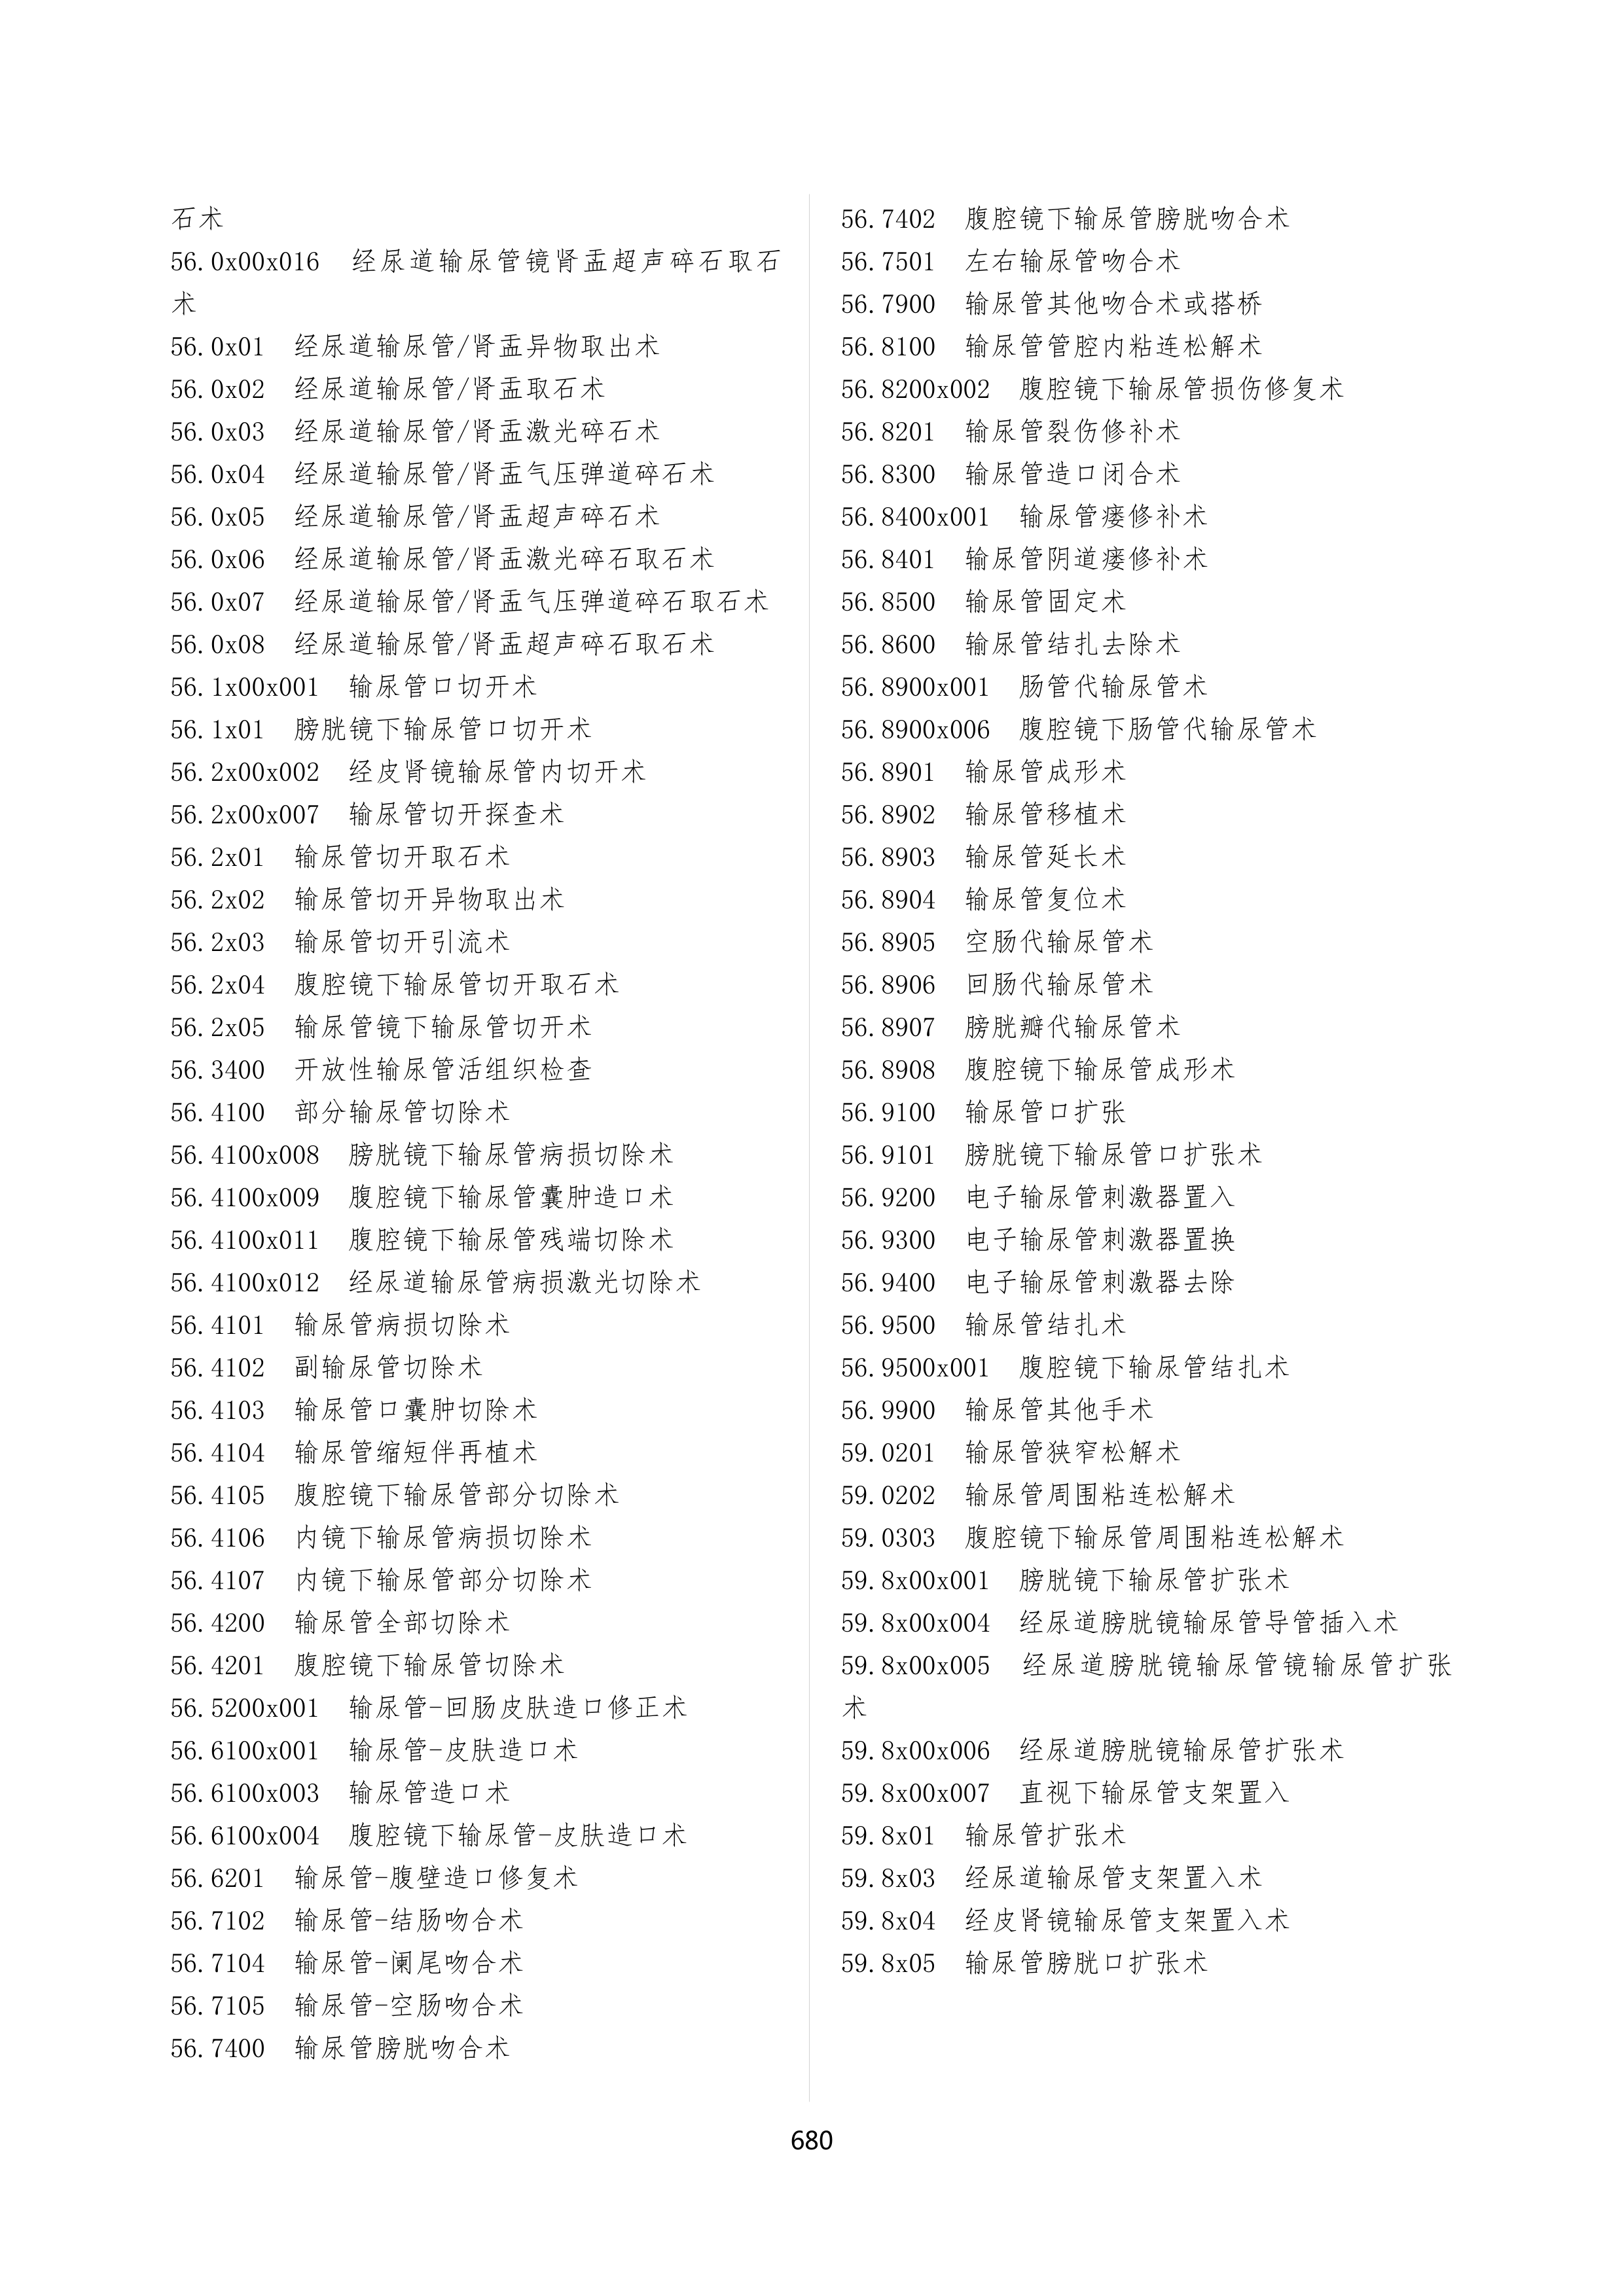 石术
56.0x00x016 经尿道输尿管镜肾盂超声碎石取石
术
56.0x01 经尿道输尿管/肾盂异物取出术
56.0x02 经尿道输尿管/肾盂取石术
56.0x03 经尿道输尿管/肾盂激光碎石术
56.0x04 经尿道输尿管/肾盂气压弹道碎石术
56.0x05 经尿道输尿管/肾盂超声碎石术
56.0x06 经尿道输尿管/肾盂激光碎石取石术
56.0x07 经尿道输尿管/肾盂气压弹道碎石取石术
56.0x08 经尿道输尿管/肾盂超声碎石取石术
56.1x00x001 输尿管口切开术
56.1x01 膀胱镜下输尿管口切开术
56.2x00x002 经皮肾镜输尿管内切开术
56.2x00x007 输尿管切开探查术
56.2x01 输尿管切开取石术
56.2x02 输尿管切开异物取出术
56.2x03 输尿管切开引流术
56.2x04 腹腔镜下输尿管切开取石术
56.2x05 输尿管镜下输尿管切开术
56.3400 开放性输尿管活组织检查
56.4100 部分输尿管切除术
56.4100x008 膀胱镜下输尿管病损切除术
56.4100x009 腹腔镜下输尿管囊肿造口术
56.4100x011 腹腔镜下输尿管残端切除术
56.4100x012 经尿道输尿管病损激光切除术
56.4101 输尿管病损切除术
56.4102 副输尿管切除术
56.4103 输尿管口囊肿切除术
56.4104 输尿管缩短伴再植术
56.4105 腹腔镜下输尿管部分切除术
56.4106 内镜下输尿管病损切除术
56.4107 内镜下输尿管部分切除术
56.4200 输尿管全部切除术
56.4201 腹腔镜下输尿管切除术
56.5200x001 输尿管-回肠皮肤造口修正术
56.6100x001 输尿管-皮肤造口术
56.6100x003 输尿管造口术
56.6100x004 腹腔镜下输尿管-皮肤造口术
56.6201 输尿管-腹壁造口修复术
56.7102 输尿管-结肠吻合术
56.7104 输尿管-阑尾吻合术
56.7105 输尿管-空肠吻合术
56.7400 输尿管膀胱吻合术
56.7402 腹腔镜下输尿管膀胱吻合术
56.7501 左右输尿管吻合术
56.7900 输尿管其他吻合术或搭桥
56.8100 输尿管管腔内粘连松解术
56.8200x002 腹腔镜下输尿管损伤修复术
56.8201 输尿管裂伤修补术
56.8300 输尿管造口闭合术
56.8400x001 输尿管瘘修补术
56.8401 输尿管阴道瘘修补术
56.8500 输尿管固定术
56.8600 输尿管结扎去除术
56.8900x001 肠管代输尿管术
56.8900x006 腹腔镜下肠管代输尿管术
56.8901 输尿管成形术
56.8902 输尿管移植术
56.8903 输尿管延长术
56.8904 输尿管复位术
56.8905 空肠代输尿管术
56.8906 回肠代输尿管术
56.8907 膀胱瓣代输尿管术
56.8908 腹腔镜下输尿管成形术
56.9100 输尿管口扩张
56.9101 膀胱镜下输尿管口扩张术
56.9200 电子输尿管刺激器置入
56.9300 电子输尿管刺激器置换
56.9400 电子输尿管刺激器去除
56.9500 输尿管结扎术
56.9500x001 腹腔镜下输尿管结扎术
56.9900 输尿管其他手术
59.0201 输尿管狭窄松解术
59.0202 输尿管周围粘连松解术
59.0303 腹腔镜下输尿管周围粘连松解术
59.8x00x001 膀胱镜下输尿管扩张术
59.8x00x004 经尿道膀胱镜输尿管导管插入术
59.8x00x005 经尿道膀胱镜输尿管镜输尿管扩张
术
59.8x00x006 经尿道膀胱镜输尿管扩张术
59.8x00x007 直视下输尿管支架置入
59.8x01 输尿管扩张术
59.8x03 经尿道输尿管支架置入术
59.8x04 经皮肾镜输尿管支架置入术
59.8x05 输尿管膀胱口扩张术
680